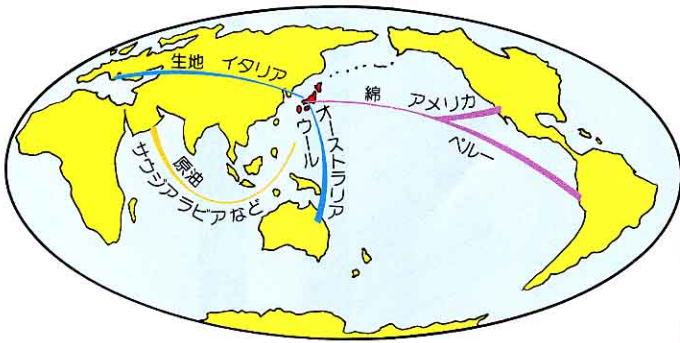 生地 イタリア
綿 アメリカ
ペルー
ウール
オーストラリア
原油
サウジアラビアなど